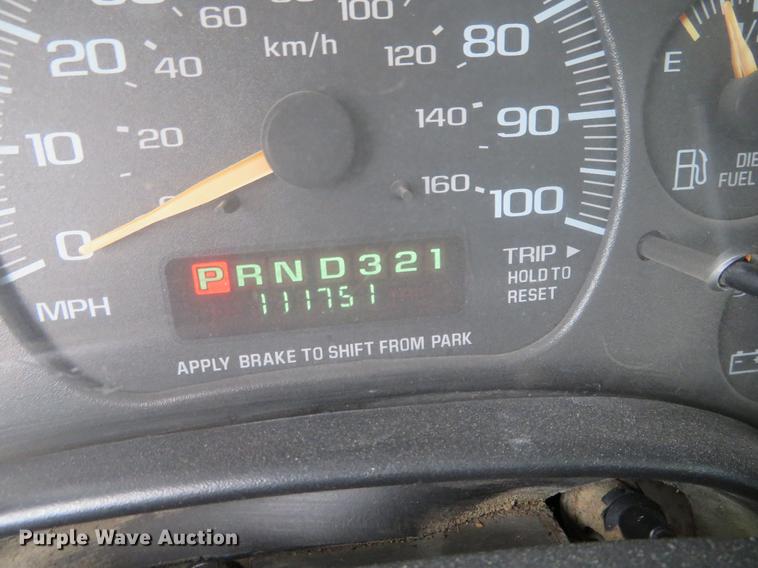 60
100
20
km/h
80
40
120
10
20
140
90
160
100
0
PRND321
111751
TRIP ►
HOLD TO
RESET
MPH
APPLY BRAKE TO SHIFT FROM PARK
E
FUEL
Purple Wave Auction